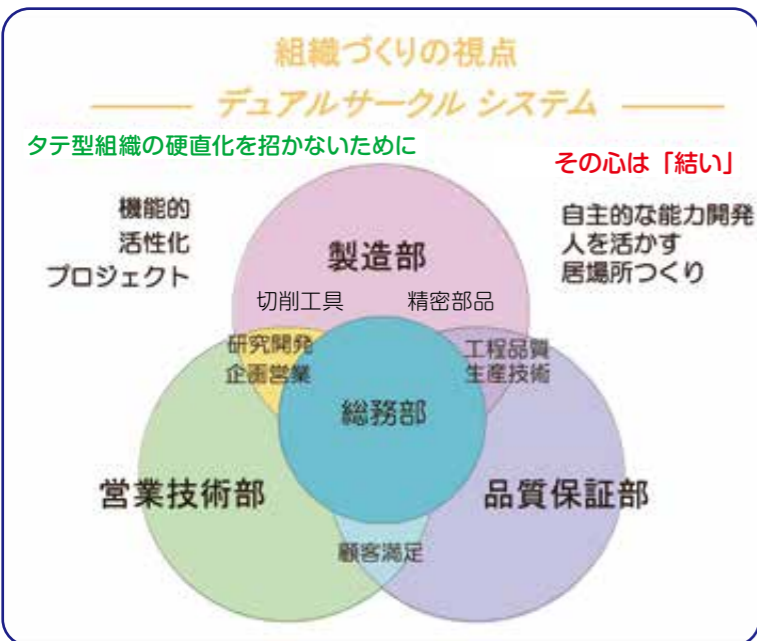 組織づくりの視点
デュアルサークル システム
タテ型組織の硬直化を招かないために
その心は「結い」
機能的
活性化
プロジェクト
自主的な能力開発
人を活かす
居場所つくり
製造部
切削工具
精密部品
研究開発
企画営業
工程品質
生産技術
総務部
営業技術部
品質保証部
顧客満足